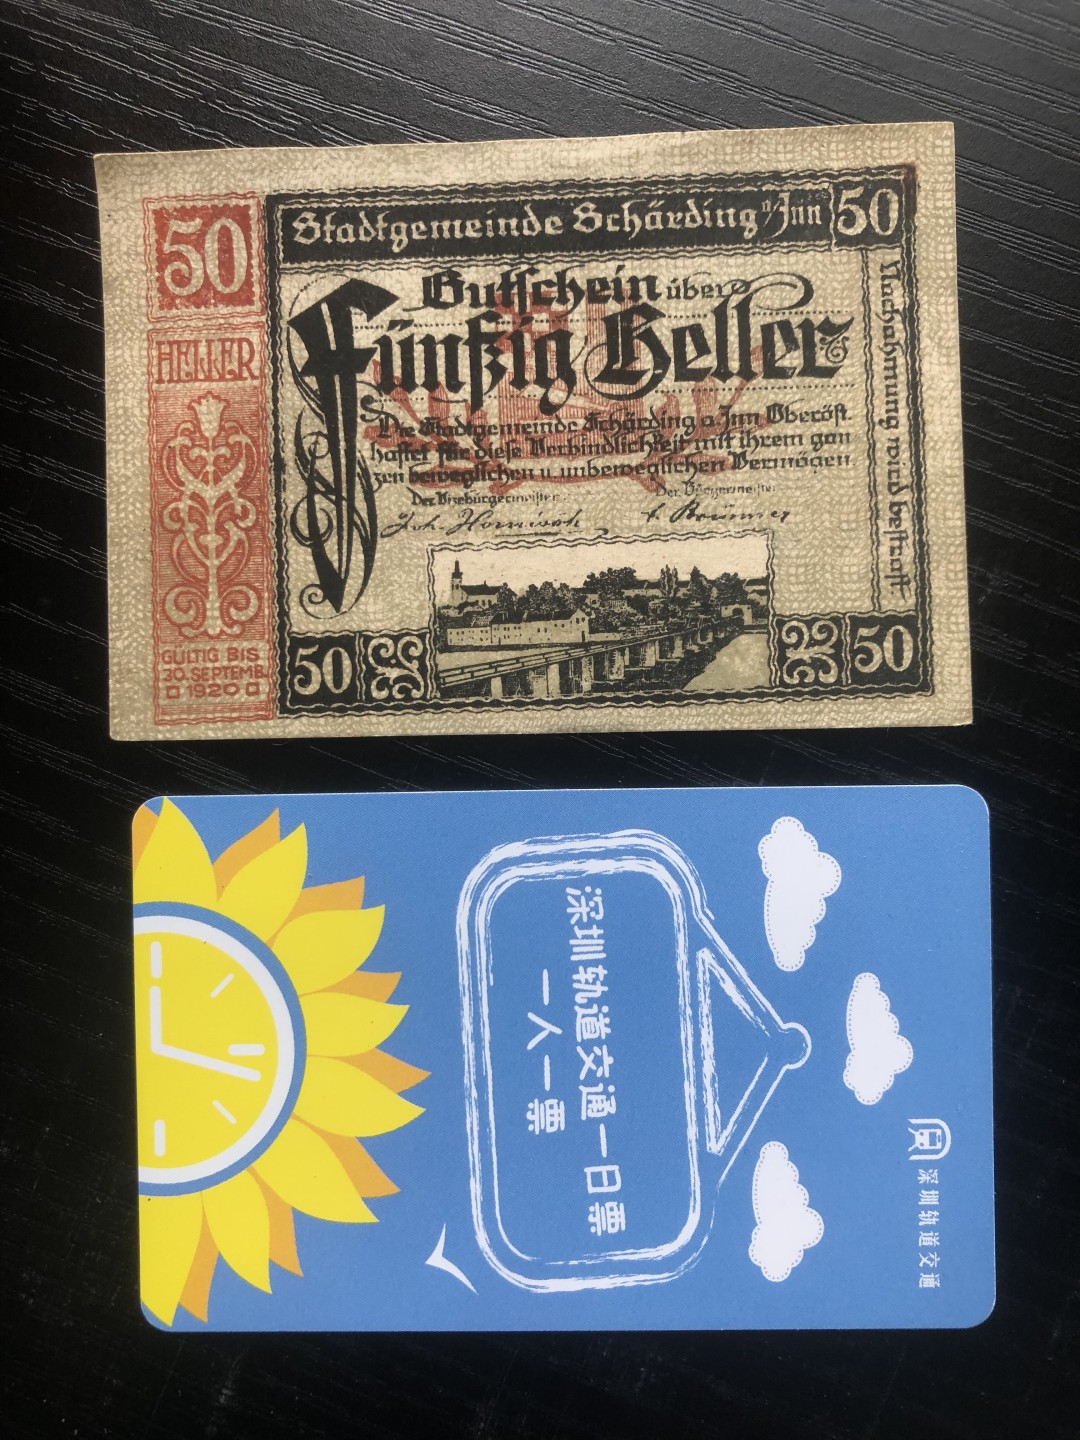 50
HELLER
GÜLTIG BIS
30. SEPTEMB.
1920
Stadtgemeinde Schärding a/Inn
50
Gutschein über
Fünfzig Heller
Die Stadtgemeinde Schärding a. Inn Oberöst.
haftet für diese Verbindlichkeit mit ihrem gan
zen beweglichen u. unbeweglichen Vermögen.
Der Vizebürgermeister:
Der Bürgermeister:
Nachahmung wird bestraft.
50
50
深圳轨道交通一日票
一人一票
深圳轨道交通